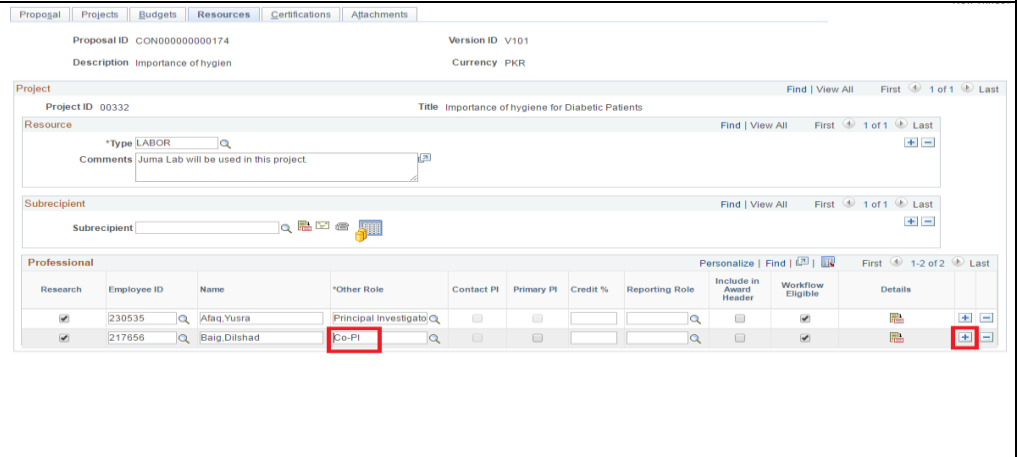 Proposal Projects Budgets Resources Certifications Attachments
Proposal ID CON000000000174 Version ID V101
Description Importance of hygien Currency PKR
Project Find | View All First 1 of 1 Last
Project ID 00332 Title Importance of hygiene for Diabetic Patients
Resource Find | View All First 1 of 1 Last
*Type LABOR
Comments Juma Lab will be used in this project.
Subrecipient Find | View All First 1 of 1 Last
Subrecipient
Professional Personalize | Find | First 1-2 of 2 Last
Research Employee ID Name *Other Role Contact PI Primary PI Credit % Reporting Role Include in Award Header Workflow Eligible Details
230535 Afaq,Yusra Principal Investigato
217656 Baig,Dilshad Co-PI